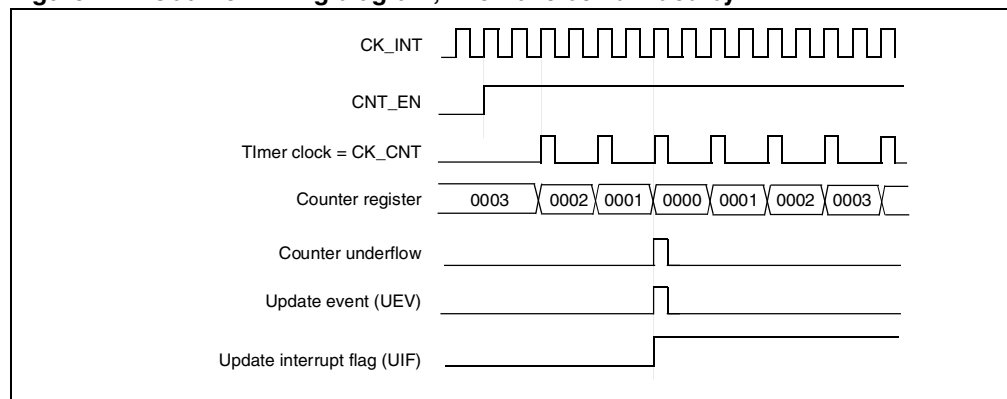 CK_INT
CNT_EN
TImer clock = CK_CNT
Counter register 0003 0002 0001 0000 0001 0002 0003
Counter underflow
Update event (UEV)
Update interrupt flag (UIF)